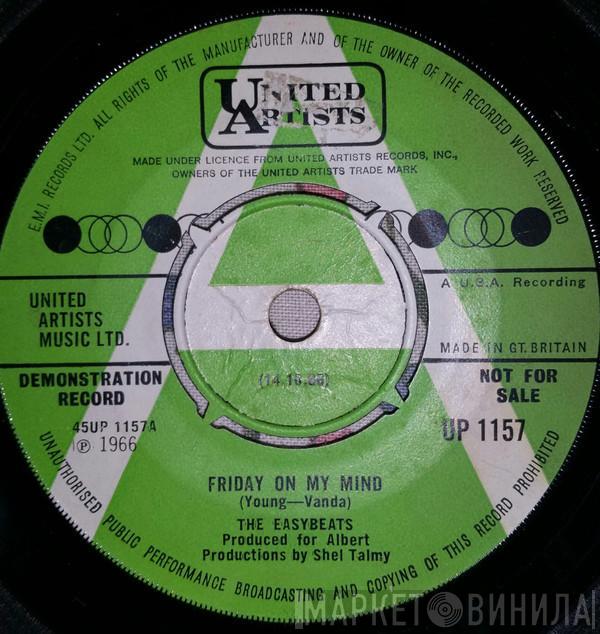 E.M.I. RECORDS LTD. ALL RIGHTS OF THE MANUFACTURER AND OF THE OWNER OF THE RECORDED WORK RESERVED
UNITED
ARTISTS
MADE UNDER LICENCE FROM UNITED ARTISTS RECORDS, INC.,
OWNERS OF THE UNITED ARTISTS TRADE MARK
UNITED
ARTISTS
MUSIC LTD.
A U.S.A. Recording
MADE IN GT. BRITAIN
DEMONSTRATION
RECORD
45UP 1157A
℗ 1966
NOT FOR
SALE
UP 1157
FRIDAY ON MY MIND
(Young—Vanda)
THE EASYBEATS
Produced for Albert
Productions by Shel Talmy
UNAUTHORISED PUBLIC PERFORMANCE BROADCASTING AND COPYING OF THIS RECORD PROHIBITED
МАРКЕТ ВИНИЛА